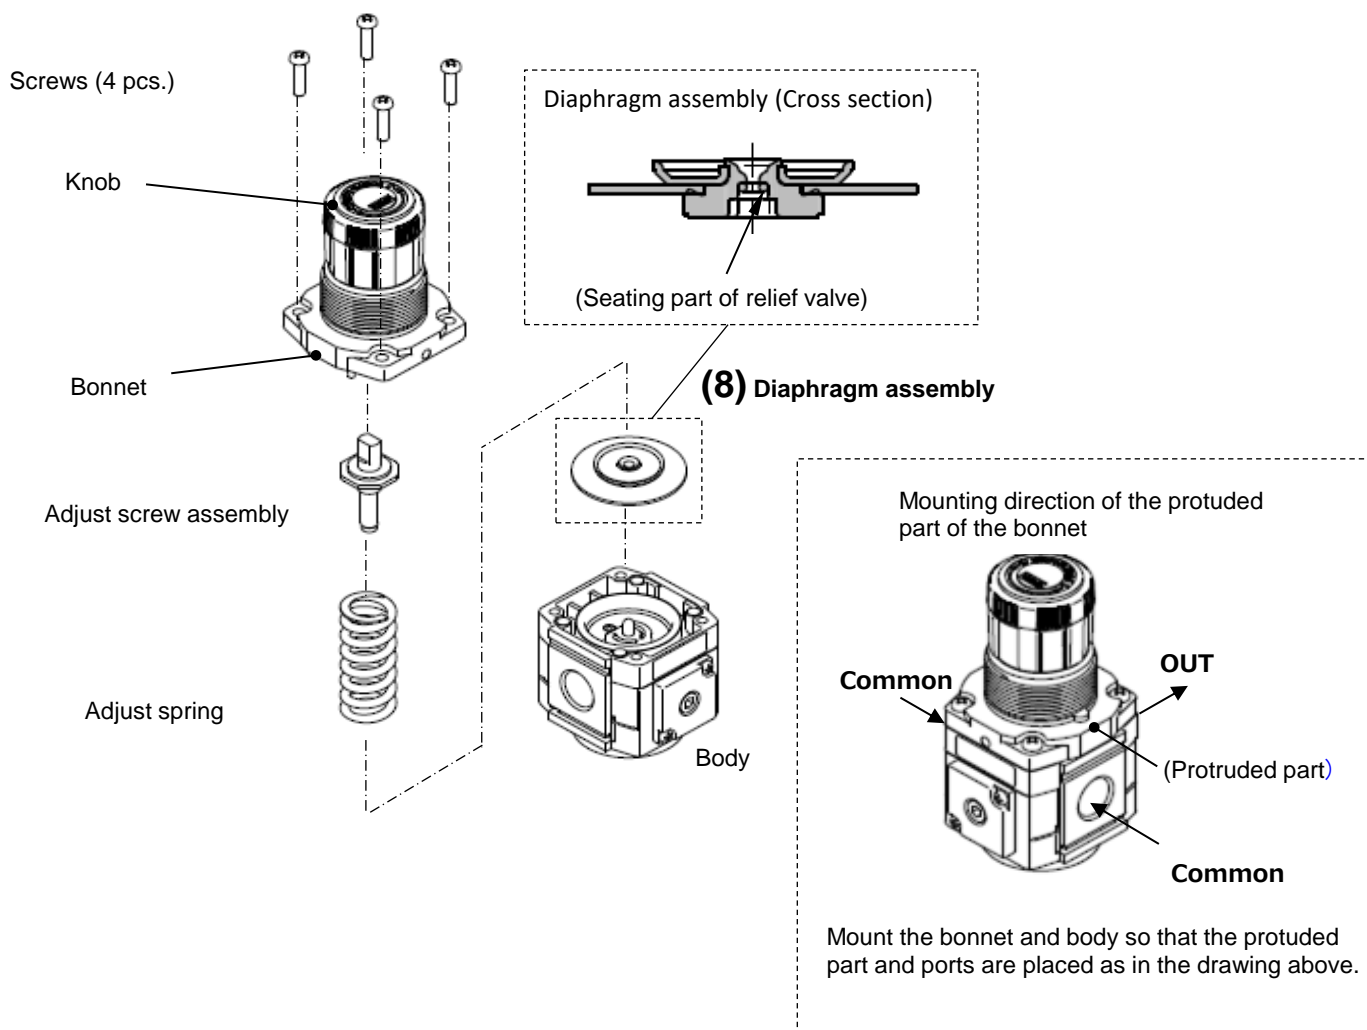 Screws (4 pcs.)
Knob
Bonnet
Adjust screw assembly
Adjust spring
Diaphragm assembly (Cross section)
(Seating part of relief valve)
(8) Diaphragm assembly
Body
Mounting direction of the protuded
part of the bonnet
Common
OUT
(Protruded part)
Common
Mount the bonnet and body so that the protuded
part and ports are placed as in the drawing above.